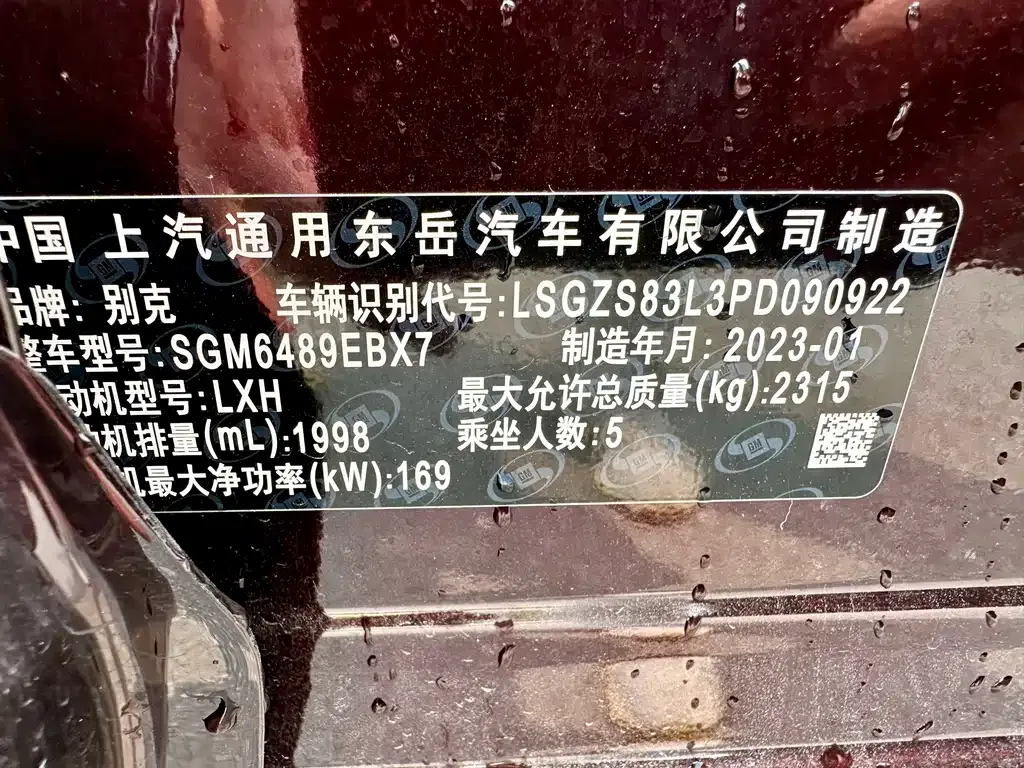 中国 上汽通用东岳汽车有限公司制造
品牌: 别克 车辆识别代号:LSGZS83L3PD090922
整车型号:SGM6489EBX7 制造年月: 2023-01
动机型号:LXH 最大允许总质量(kg):2315
机排量(mL):1998 乘坐人数:5
机最大净功率(kW):169
GM